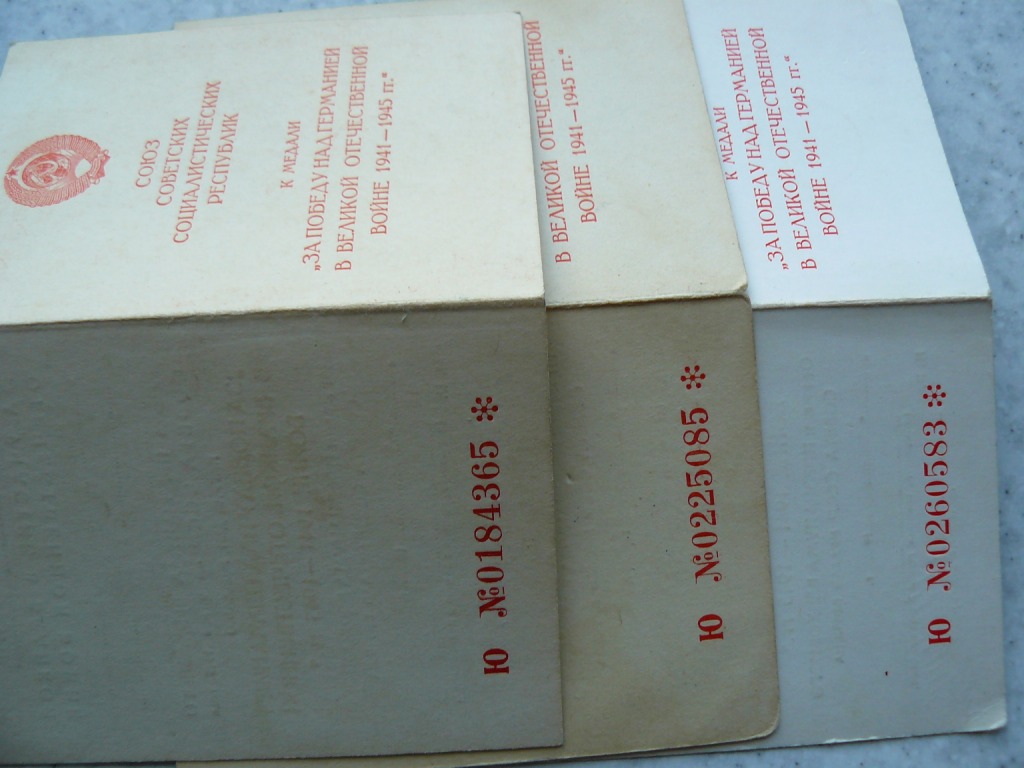 СОЮЗ
СОВЕТСКИХ
СОЦИАЛИСТИЧЕСКИХ
РЕСПУБЛИК
К МЕДАЛИ
„ЗА ПОБЕДУ НАД ГЕРМАНИЕЙ
В ВЕЛИКОЙ ОТЕЧЕСТВЕННОЙ
ВОЙНЕ 1941–1945 гг.“
Ю №0184365
В ВЕЛИКОЙ ОТЕЧЕСТВЕННОЙ
ВОЙНЕ 1941–1945 гг.“
Ю №0225085
К МЕДАЛИ
„ЗА ПОБЕДУ НАД ГЕРМАНИЕЙ
В ВЕЛИКОЙ ОТЕЧЕСТВЕННОЙ
ВОЙНЕ 1941–1945 гг.“
Ю №0260583